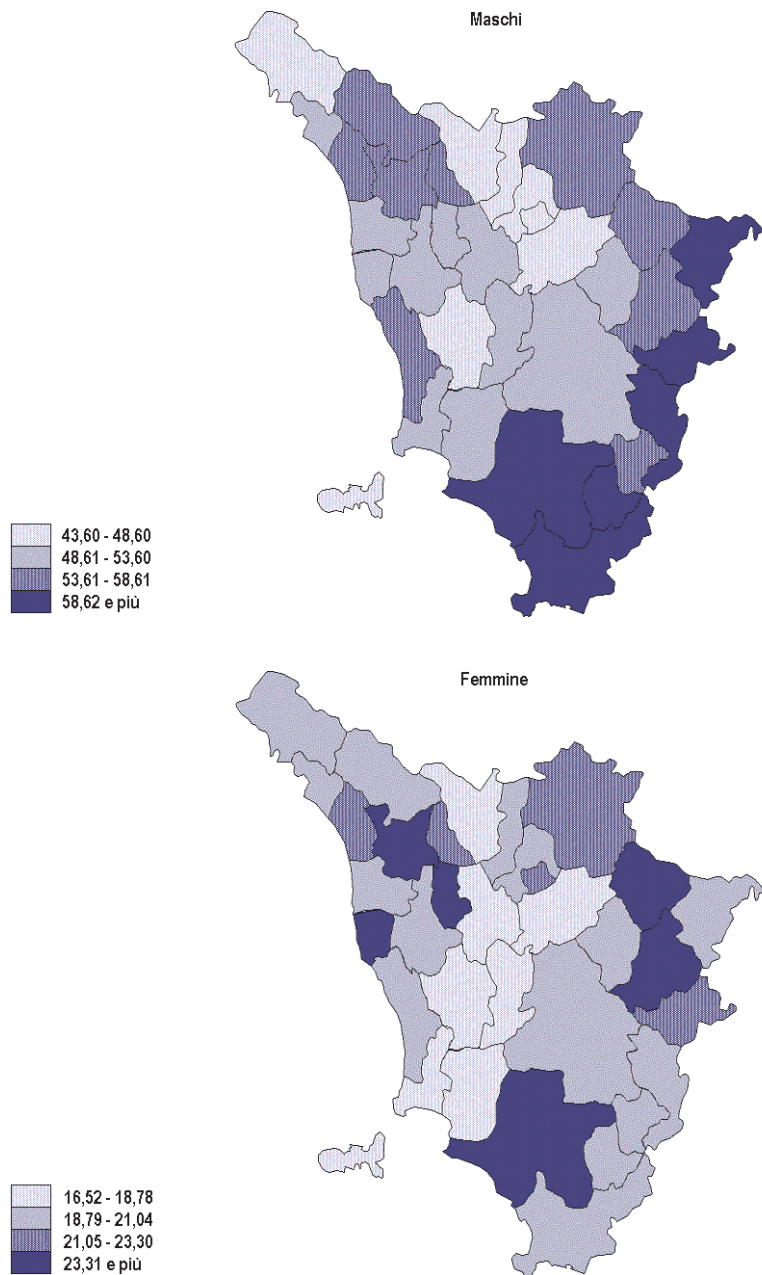 Maschi
43,60 - 48,60
48,61 - 53,60
53,61 - 58,61
58,62 e più
Femmine
16,52 - 18,78
18,79 - 21,04
21,05 - 23,30
23,31 e più